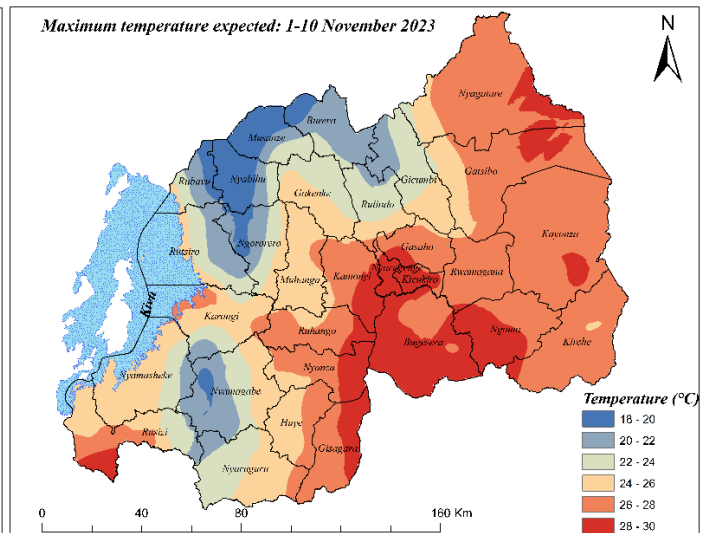 Maximum temperature expected: 1-10 November 2023
N
Nyagatare
Burera
Musanze
Rubavu
Nyabihu
Gakenke
Gicumbi
Gatsibo
Rulindo
Kayonza
Rutsiro
Ngororero
Gasabo
Nyarugenge
Kicukiro
Rwamagana
Kamonyi
Muhanga
Kivu
Karongi
Ruhango
Bugesera
Ngoma
Kirehe
Nyamasheke
Nyanza
Nyamagabe
Rusizi
Huye
Gisagara
Nyaruguru
Temperature (°C)
18 - 20
20 - 22
22 - 24
24 - 26
26 - 28
28 - 30
0 40 80 160 Km